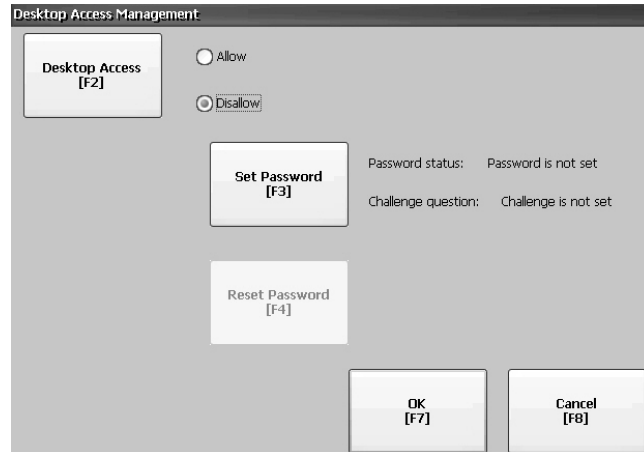 Desktop Access Management
Desktop Access
[F2]
Allow
Disallow
Set Password
[F3]
Password status: Password is not set
Challenge question: Challenge is not set
Reset Password
[F4]
OK
[F7]
Cancel
[F8]